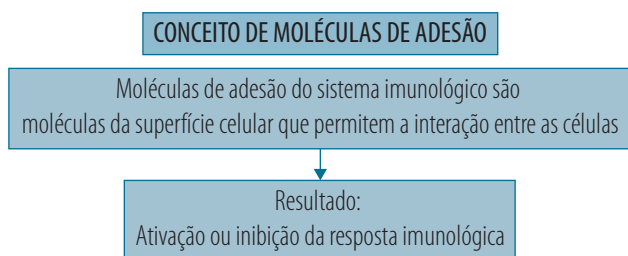 CONCEITO DE MOLÉCULAS DE ADESÃO
Moléculas de adesão do sistema imunológico são
moléculas da superfície celular que permitem a interação entre as células
Resultado:
Ativação ou inibição da resposta imunológica